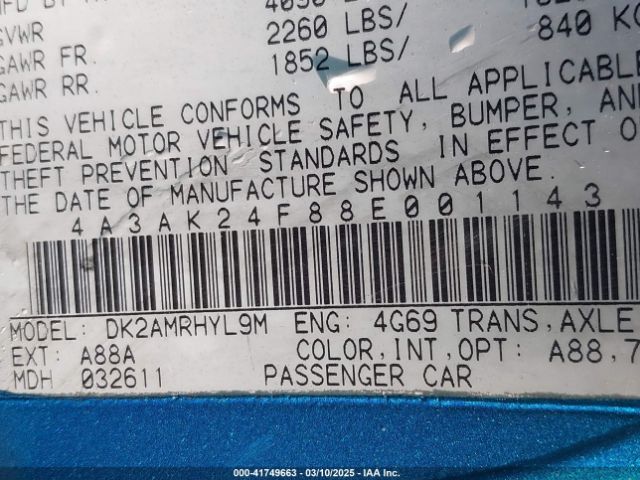 GVWR
2260 LBS/ 840 KG
GAWR FR.
1852 LBS/
GAWR RR.
THIS VEHICLE CONFORMS TO ALL APPLICABLE
FEDERAL MOTOR VEHICLE SAFETY, BUMPER, AND
THEFT PREVENTION STANDARDS IN EFFECT O
THE DATE OF MANUFACTURE SHOWN ABOVE.
4A3AK24F88E001143
MODEL: DK2AMRHYL9M ENG: 4G69 TRANS,AXLE
EXT: A88A COLOR,INT,OPT: A88,7
MDH 032611 PASSENGER CAR
000-41749663 — 03/10/2025 — IAA Inc.